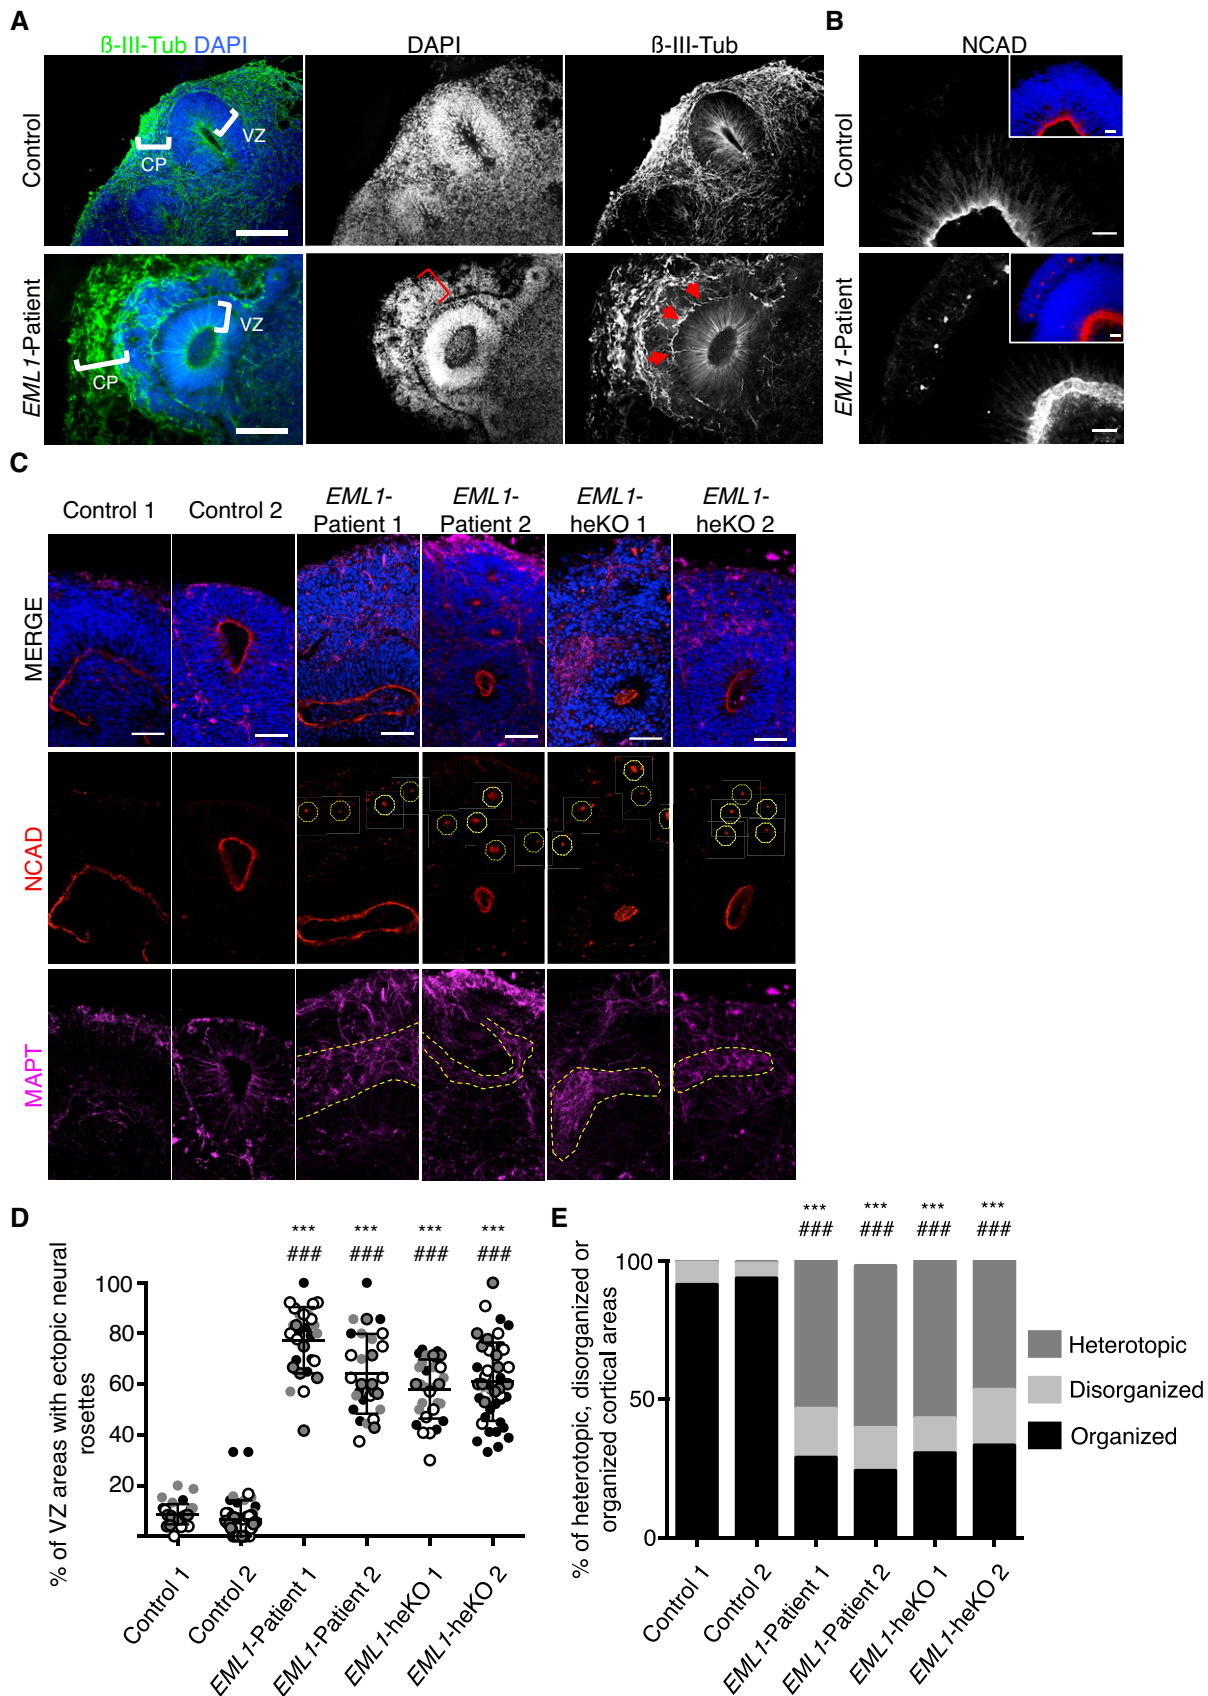 A
B
ß-III-Tub DAPI
DAPI
ß-III-Tub
NCAD
Control
CP
VZ
Control
EML1-Patient
CP
VZ
EML1-Patient
C
Control 1
Control 2
EML1-
Patient 1
EML1-
Patient 2
EML1-
heKO 1
EML1-
heKO 2
MERGE
NCAD
MAPT
D
% of VZ areas with ectopic neural
rosettes
100
80
60
40
20
***
***
***
***
###
###
###
###
Control 1
Control 2
EML1-Patient 1
EML1-Patient 2
EML1-heKO 1
EML1-heKO 2
E
% of heterotopic, disorganized or
organized cortical areas
100
50
0
***
***
***
***
###
###
###
###
Heterotopic
Disorganized
Organized
Control 1
Control 2
EML1-Patient 1
EML1-Patient 2
EML1-heKO 1
EML1-heKO 2